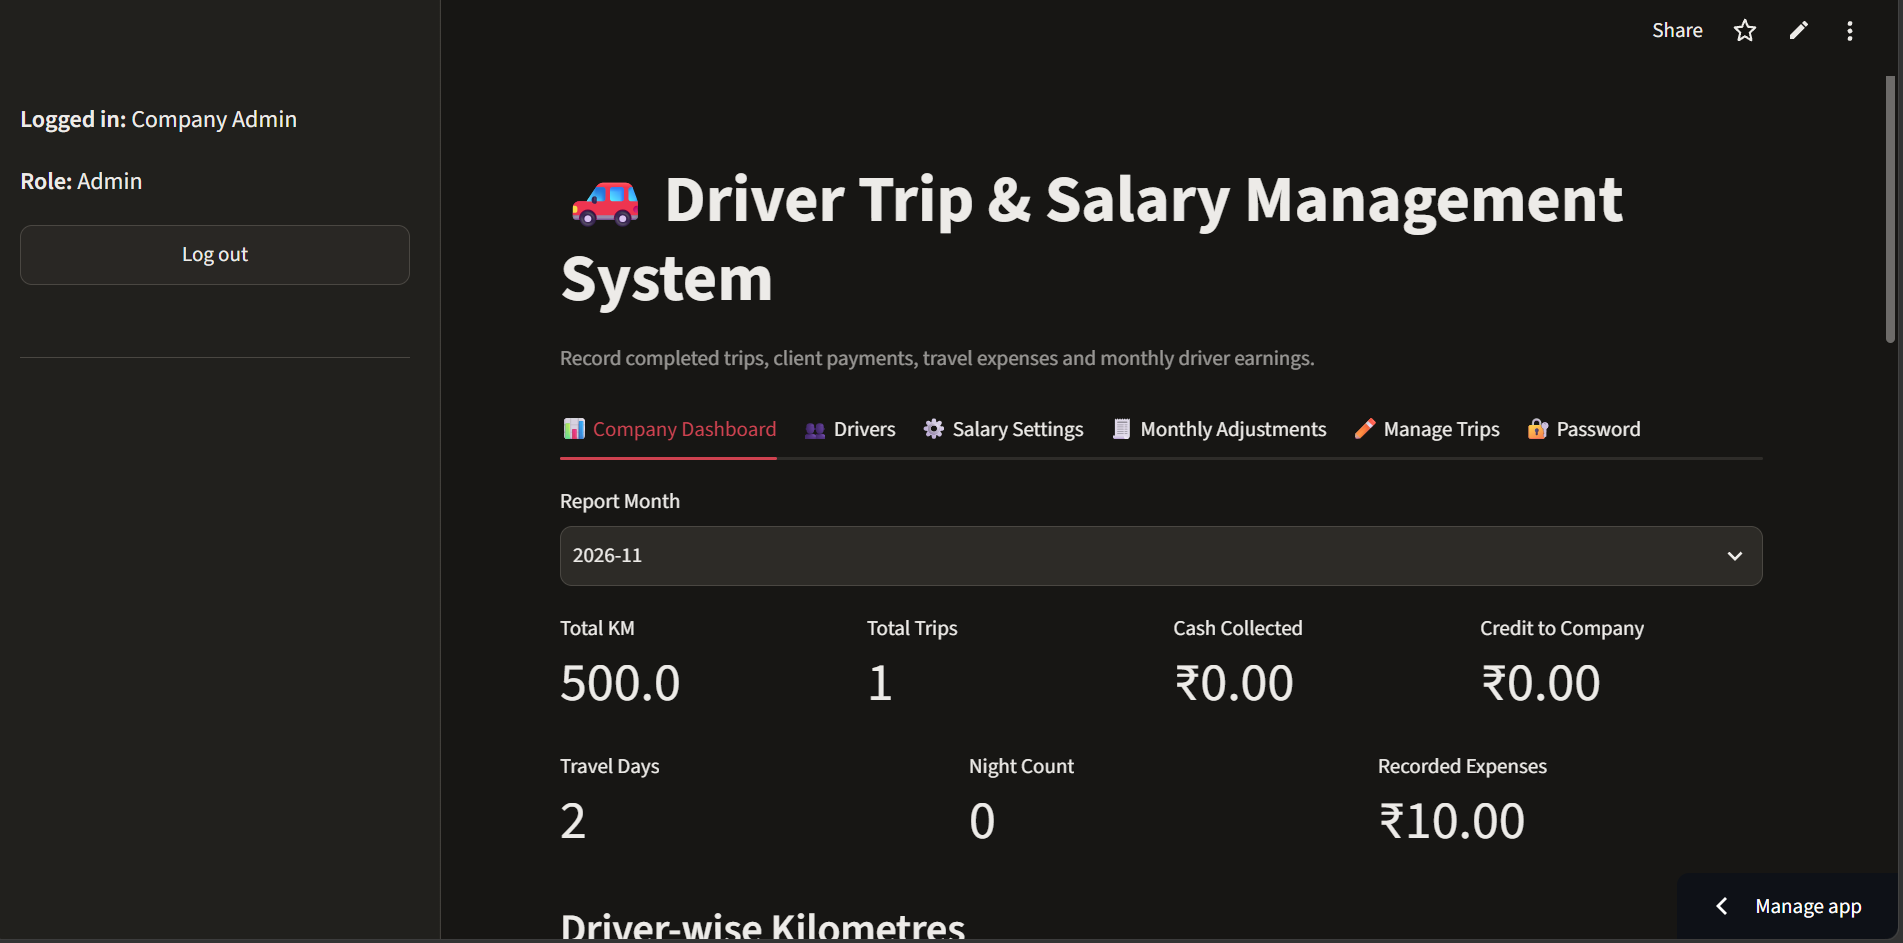 Share
Logged in: Company Admin
Role: Admin
Log out
Driver Trip & Salary Management
System
Record completed trips, client payments, travel expenses and monthly driver earnings.
Company Dashboard Drivers Salary Settings Monthly Adjustments Manage Trips Password
Report Month
2026-11
Total KM Total Trips Cash Collected Credit to Company
500.0 1 ₹0.00 ₹0.00
Travel Days Night Count Recorded Expenses
2 0 ₹10.00
Driver-wise Kilometres
Manage app